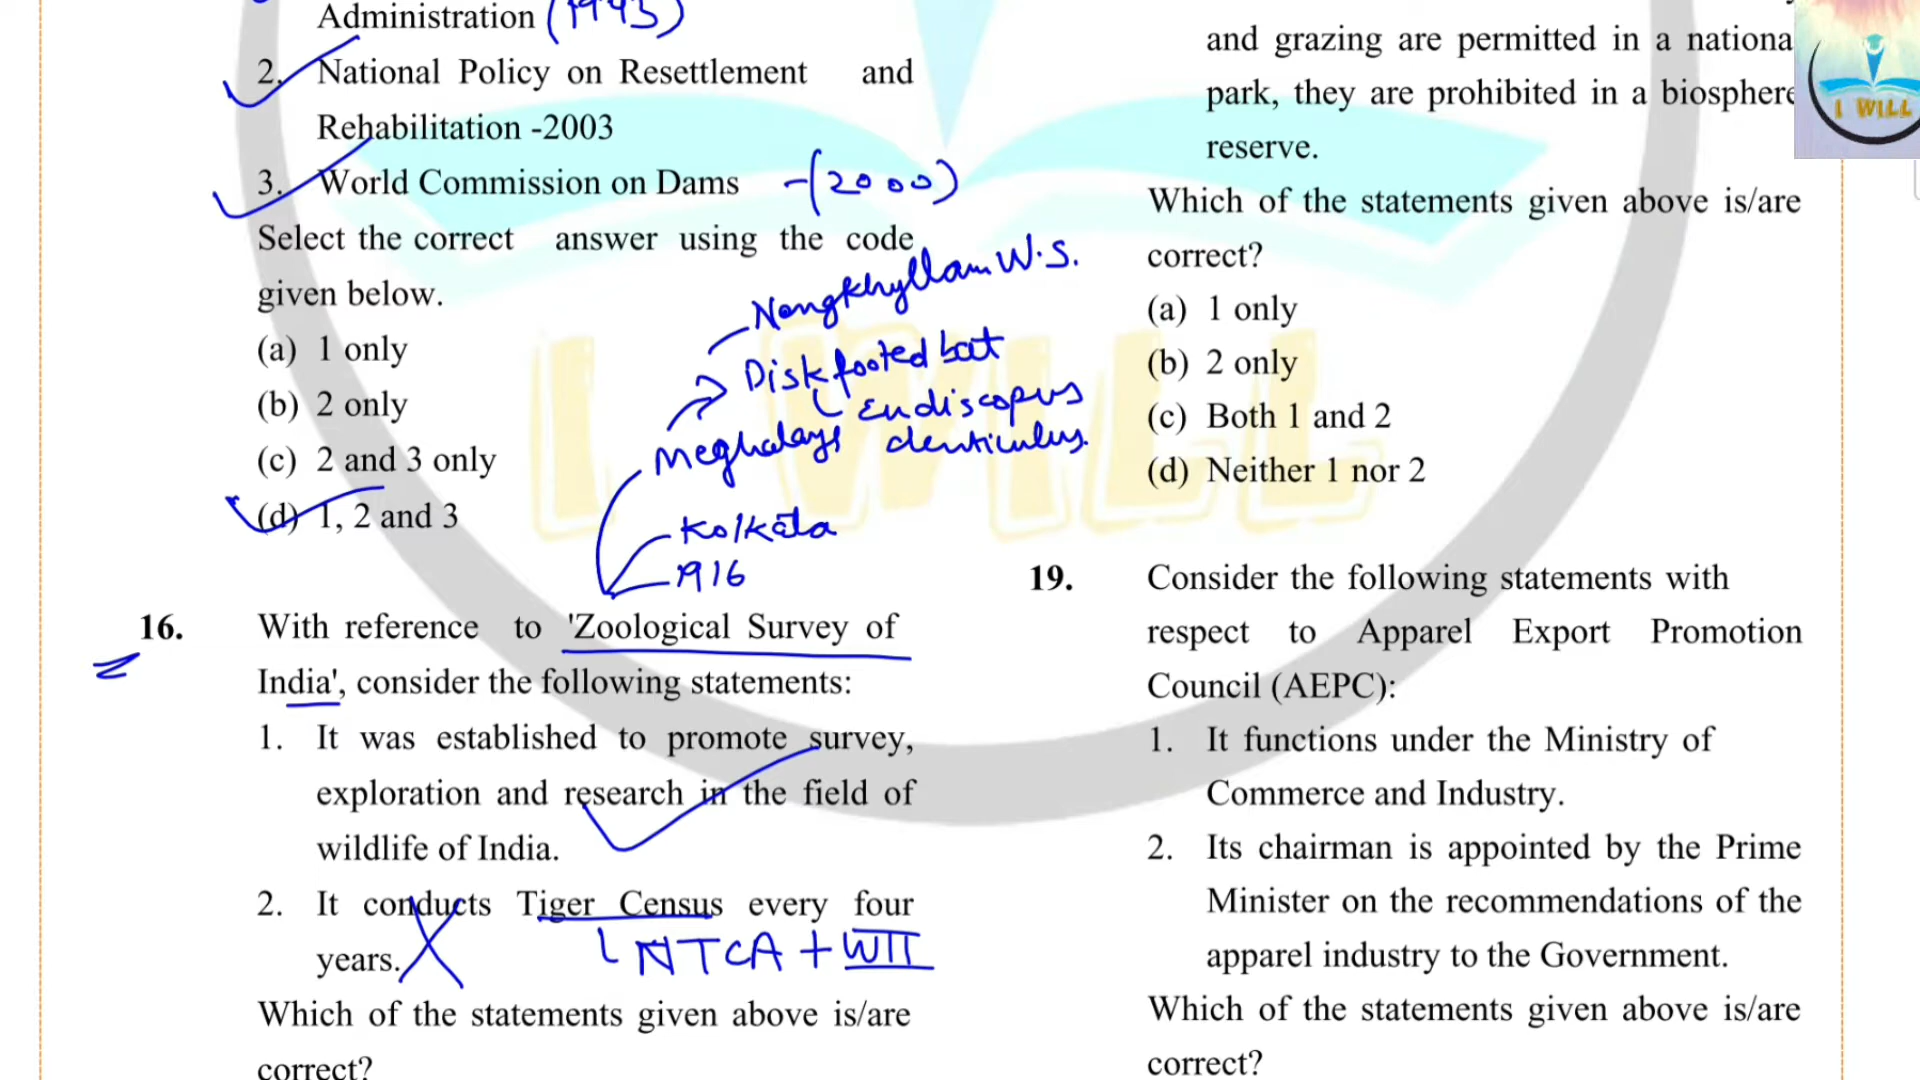 Administration (1993)
2. National Policy on Resettlement and
Rehabilitation -2003
3. World Commission on Dams - (2000)
Select the correct answer using the code
given below.
(a) 1 only
(b) 2 only
(c) 2 and 3 only
(d) 1, 2 and 3
Nongkhyllam W.S.
Disk footed bat
Eudiscopus
denticulus.
Meghalaya
Kolkata
1916
16. With reference to 'Zoological Survey of
India', consider the following statements:
1. It was established to promote survey,
exploration and research in the field of
wildlife of India.
2. It conducts Tiger Census every four
years.
NTCA + WII
Which of the statements given above is/are
correct?
and grazing are permitted in a nationa
park, they are prohibited in a biosphere
reserve.
Which of the statements given above is/are
correct?
(a) 1 only
(b) 2 only
(c) Both 1 and 2
(d) Neither 1 nor 2
19. Consider the following statements with
respect to Apparel Export Promotion
Council (AEPC):
1. It functions under the Ministry of
Commerce and Industry.
2. Its chairman is appointed by the Prime
Minister on the recommendations of the
apparel industry to the Government.
Which of the statements given above is/are
correct?
I WILL
I WILL